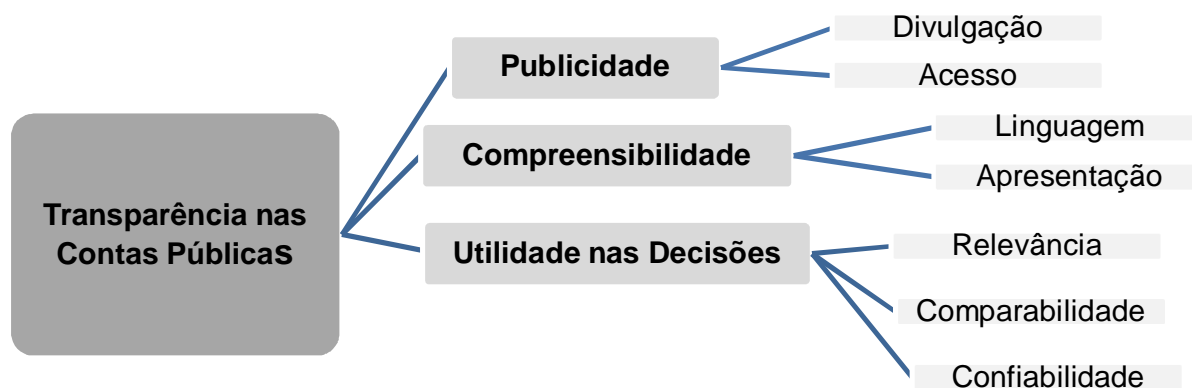 Transparência nas
Contas Públicas
Publicidade
Divulgação
Acesso
Compreensibilidade
Linguagem
Apresentação
Utilidade nas Decisões
Relevância
Comparabilidade
Confiabilidade